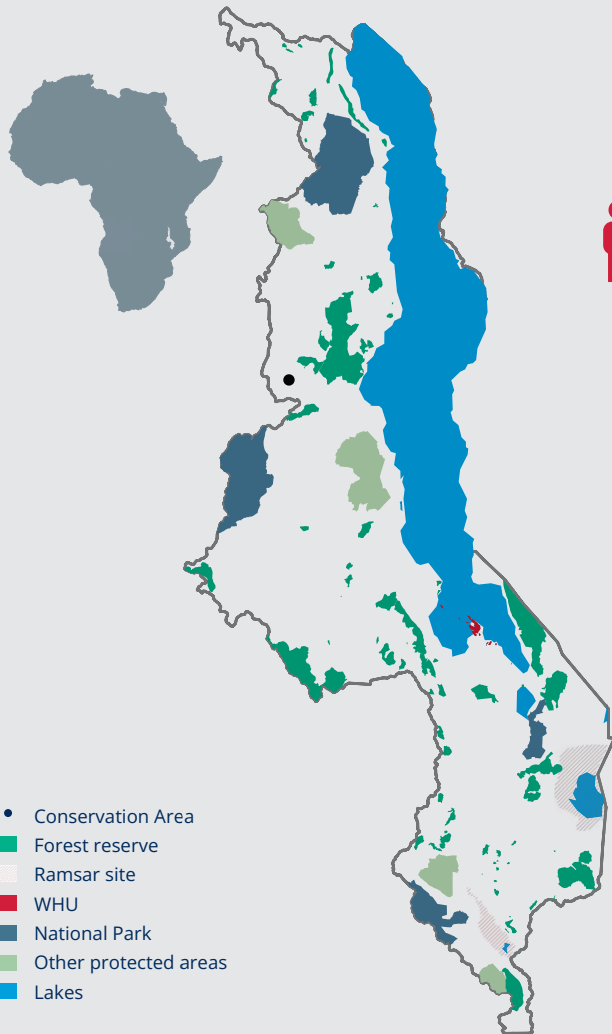 Conservation Area
Forest reserve
Ramsar site
WHU
National Park
Other protected areas
Lakes